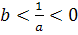 b < 1/a < 0